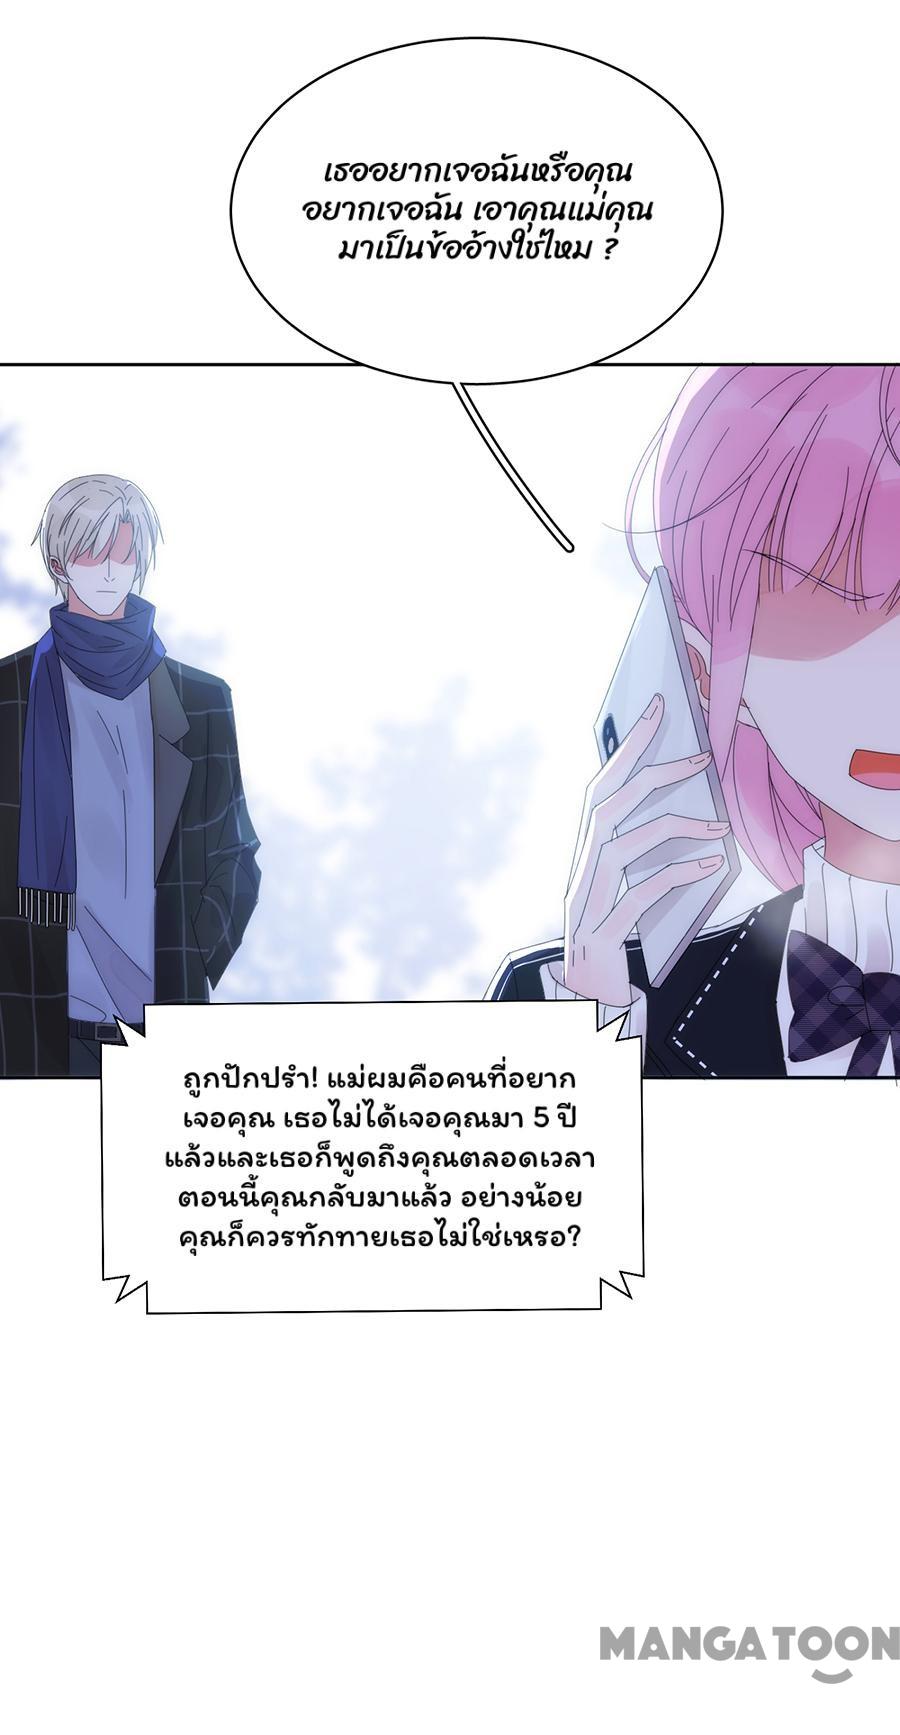 เธออยากเจอฉันหรือคุณ
อยากเจอฉัน เอาคุณแม่คุณ
มาเป็นข้ออ้างใช่ไหม ?
ถูกปักปรำ! แม่ผมคือคนที่อยาก
เจอคุณ เธอไม่ได้เจอคุณมา 5 ปี
แล้วและเธอก็พูดถึงคุณตลอดเวลา
ตอนนี้คุณกลับมาแล้ว อย่างน้อย
คุณก็ควรทักทายเธอไม่ใช่เหรอ?
MANGATOON